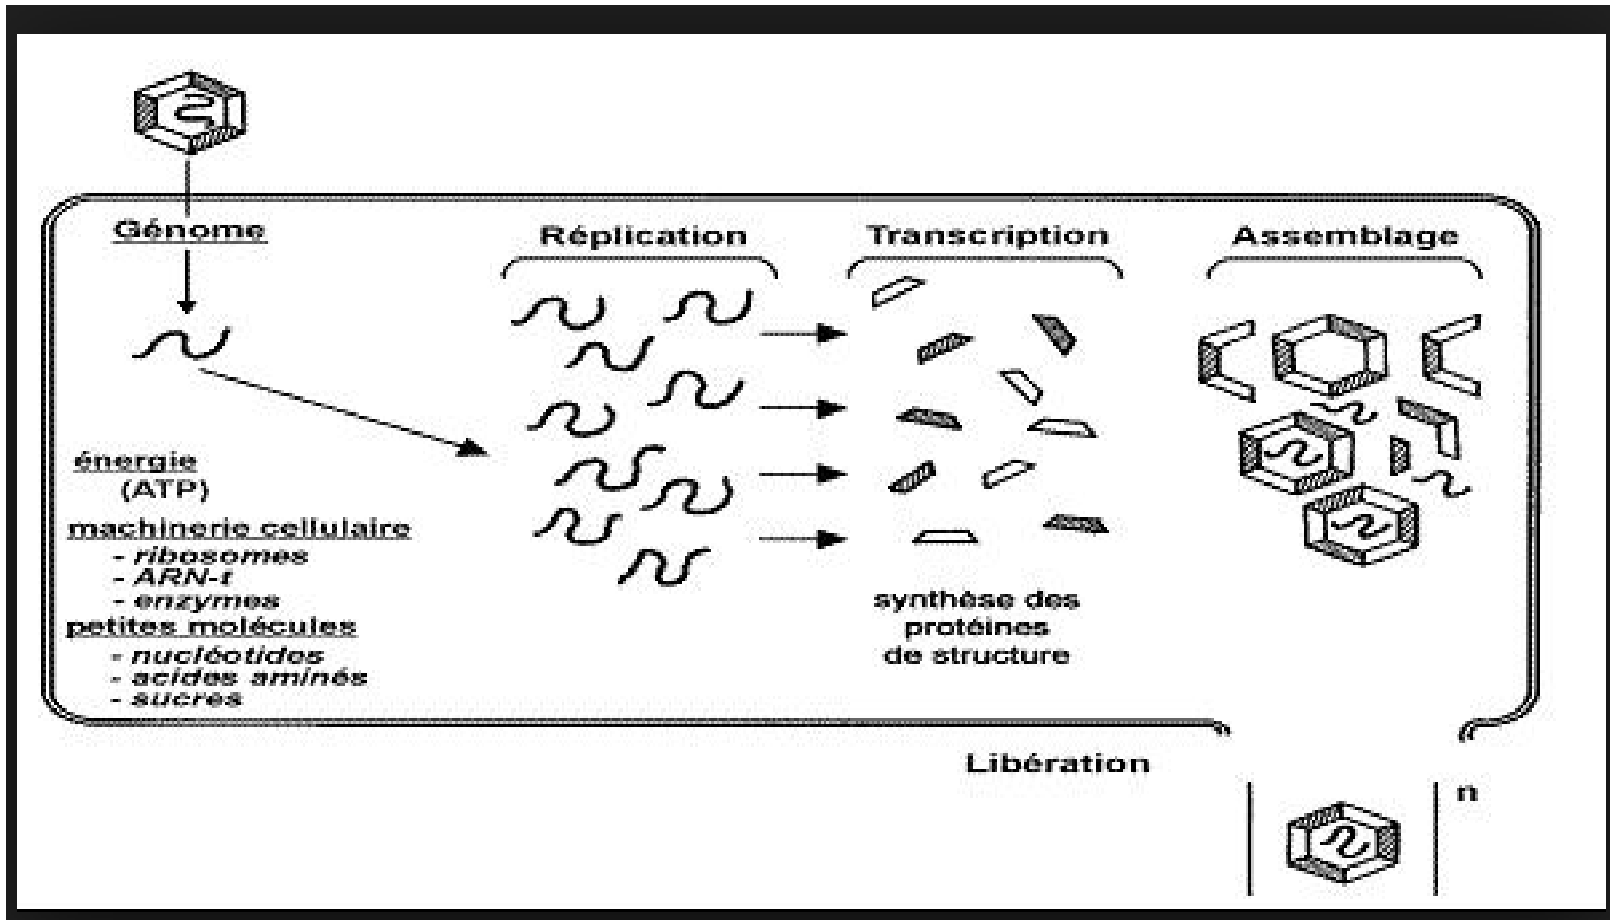 Génome
Réplication
Transcription
Assemblage
énergie
(ATP)
machinerie cellulaire
- ribosomes
- ARN-t
- enzymes
petites molécules
- nucléotides
- acides aminés
- sucres
synthèse des
protéines
de structure
Libération
n